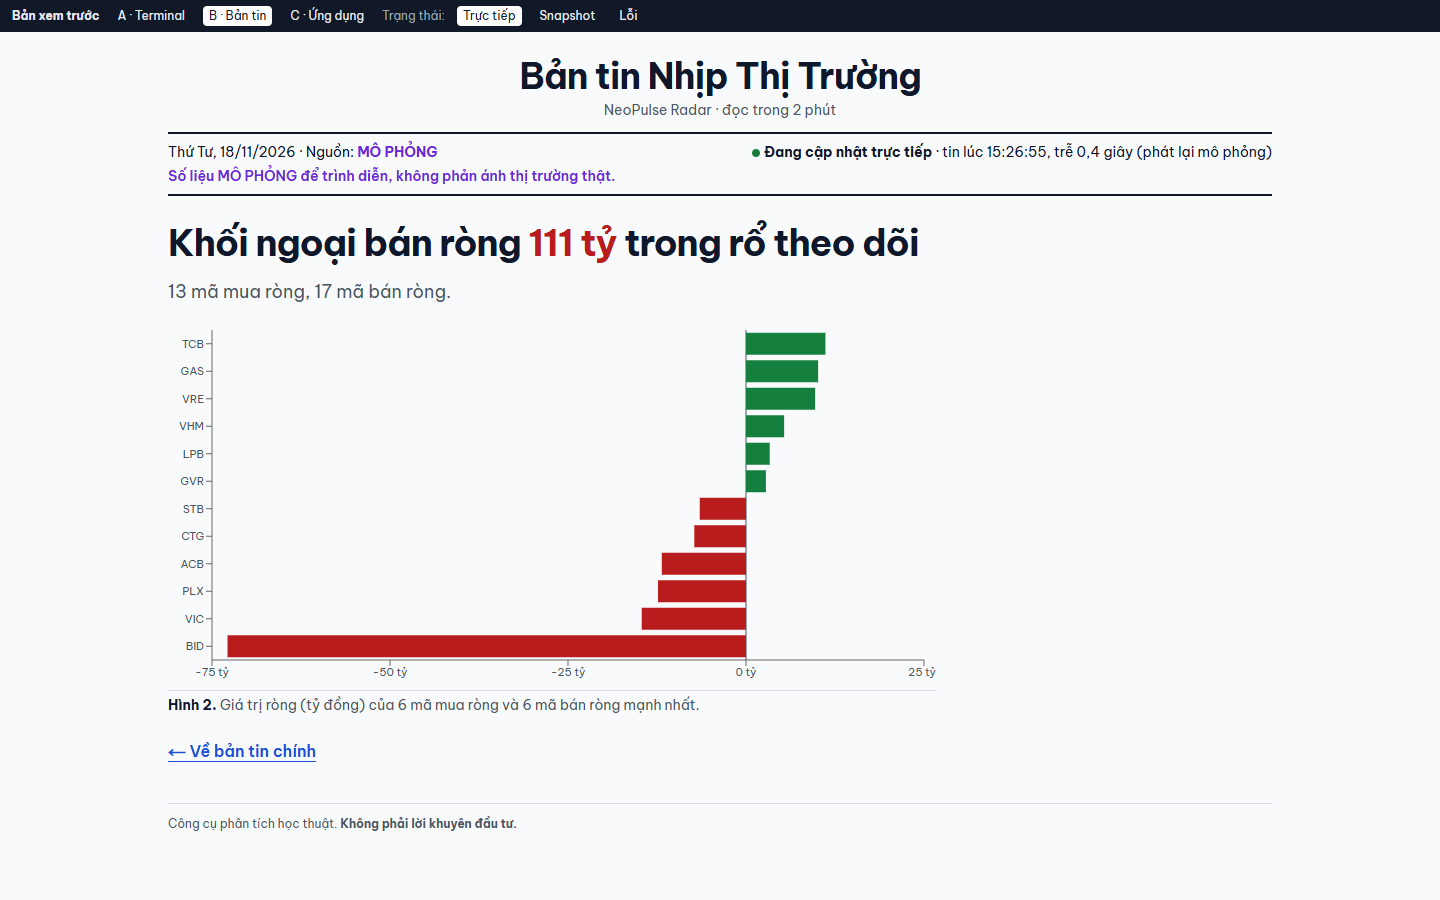 Bản xem trước A · Terminal B · Bản tin C · Ứng dụng Trạng thái: Trực tiếp Snapshot Lỗi
Bản tin Nhịp Thị Trường
NeoPulse Radar · đọc trong 2 phút
Thứ Tư, 18/11/2026 · Nguồn: MÔ PHỎNG
Số liệu MÔ PHỎNG để trình diễn, không phản ánh thị trường thật.
Đang cập nhật trực tiếp · tin lúc 15:26:55, trễ 0,4 giây (phát lại mô phỏng)
Khối ngoại bán ròng 111 tỷ trong rổ theo dõi
13 mã mua ròng, 17 mã bán ròng.
TCB
GAS
VRE
VHM
LPB
GVR
STB
CTG
ACB
PLX
VIC
BID
-75 tỷ -50 tỷ -25 tỷ 0 tỷ 25 tỷ
Hình 2. Giá trị ròng (tỷ đồng) của 6 mã mua ròng và 6 mã bán ròng mạnh nhất.
← Về bản tin chính
Công cụ phân tích học thuật. Không phải lời khuyên đầu tư.